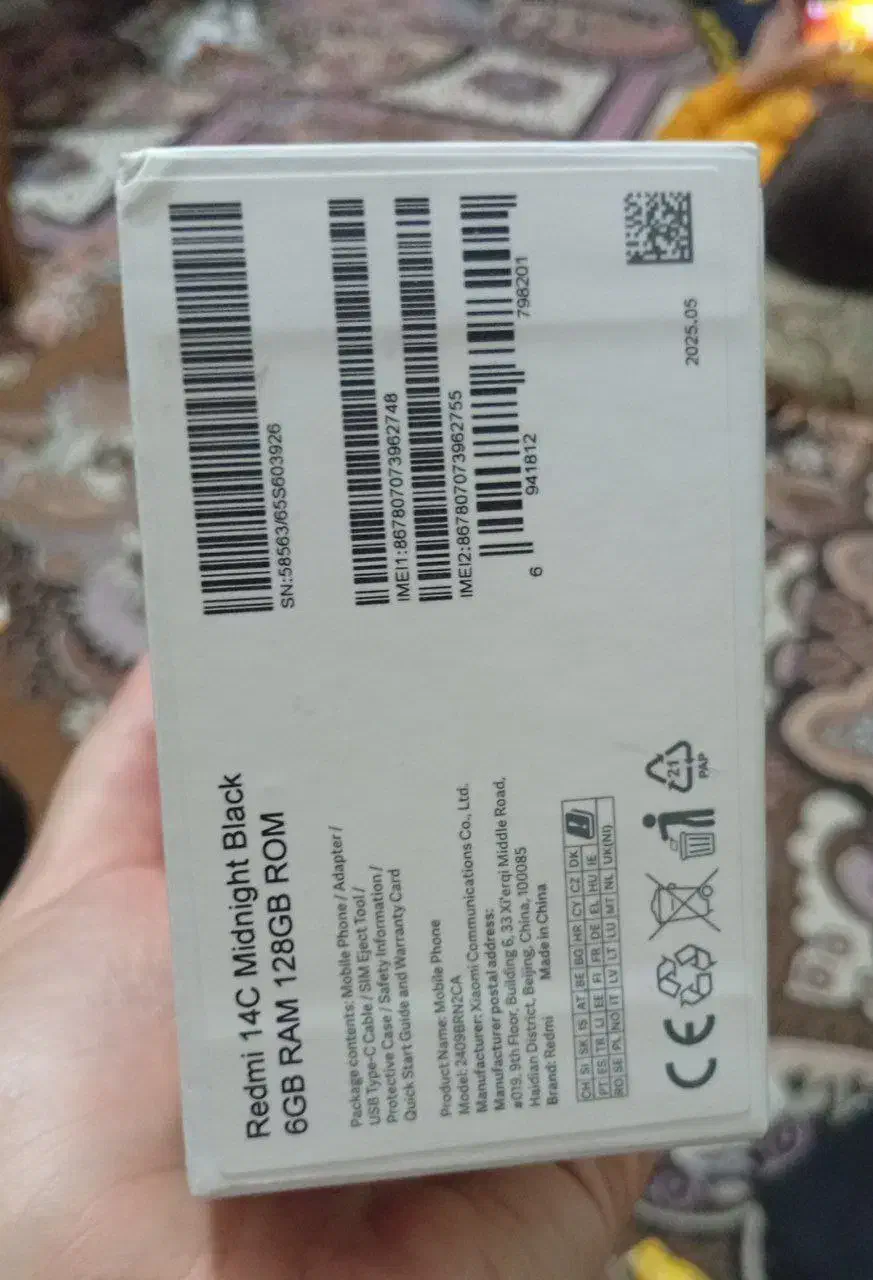 Redmi 14C Midnight Black
6GB RAM 128GB ROM
Package contents: Mobile Phone / Adapter /
USB Type-C Cable / SIM Eject Tool /
Protective Case / Safety Information /
Quick Start Guide and Warranty Card
Product Name: Mobile Phone
Model: 2409BRN2CA
Manufacturer: Xiaomi Communications Co., Ltd.
Manufacturer postal address:
#019, 9th Floor, Building 6, 33 Xi'erqi Middle Road,
Haidian District, Beijing, China, 100085
Brand: Redmi Made in China
CH SI SK IS AT BE BG HR CY CZ DK
PT ES TR LI EE FI FR DE EL HU IE
RO SE PL NO IT LV LT LU MT NL UK(NI)
CE
21
PAP
SN:58563/65S603926
IMEI1:867807073962748
IMEI2:867807073962755
6 941812 798201
2025.05